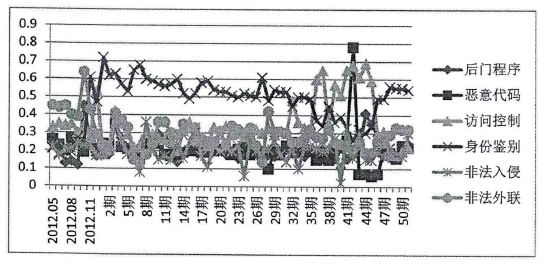 0.9
0.8
0.7
0.6
0.5
0.4
0.3
0.2
0.1
0
2012.05
2012.08
2012.11
2期
5期
8期
11期
14期
17期
20期
23期
26期
29期
32期
35期
38期
41期
44期
47期
50期
后门程序
恶意代码
访问控制
身份鉴别
非法入侵
非法外联